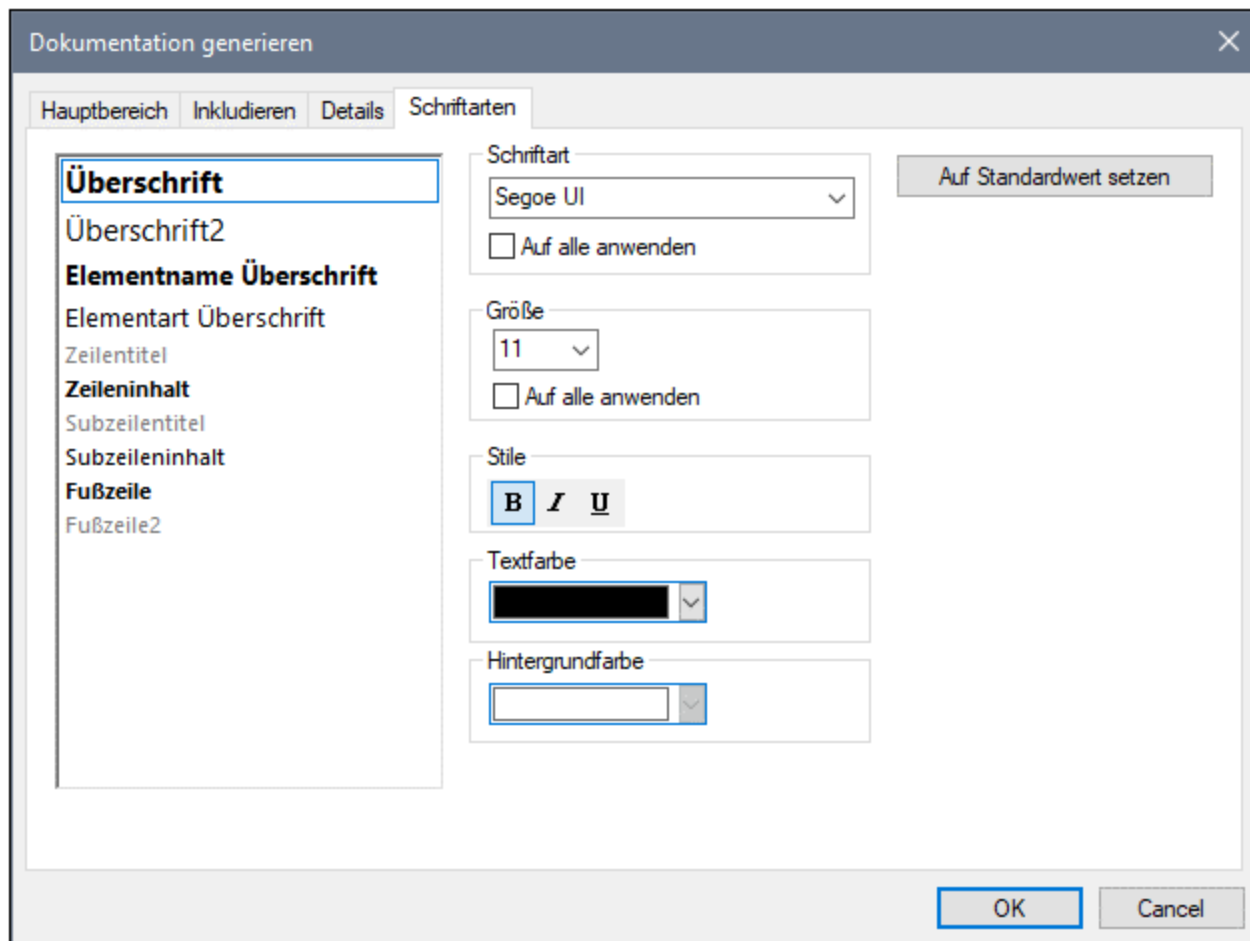 Dokumentation generieren
Hauptbereich Inkludieren Details Schriftarten
Überschrift
Überschrift2
Elementname Überschrift
Elementart Überschrift
Zeilentitel
Zeileninhalt
Subzeilentitel
Subzeileninhalt
Fußzeile
Fußzeile2
Schriftart
Segoe UI
Auf alle anwenden
Größe
11
Auf alle anwenden
Stile
B I U
Textfarbe
Hintergrundfarbe
Auf Standardwert setzen
OK Cancel